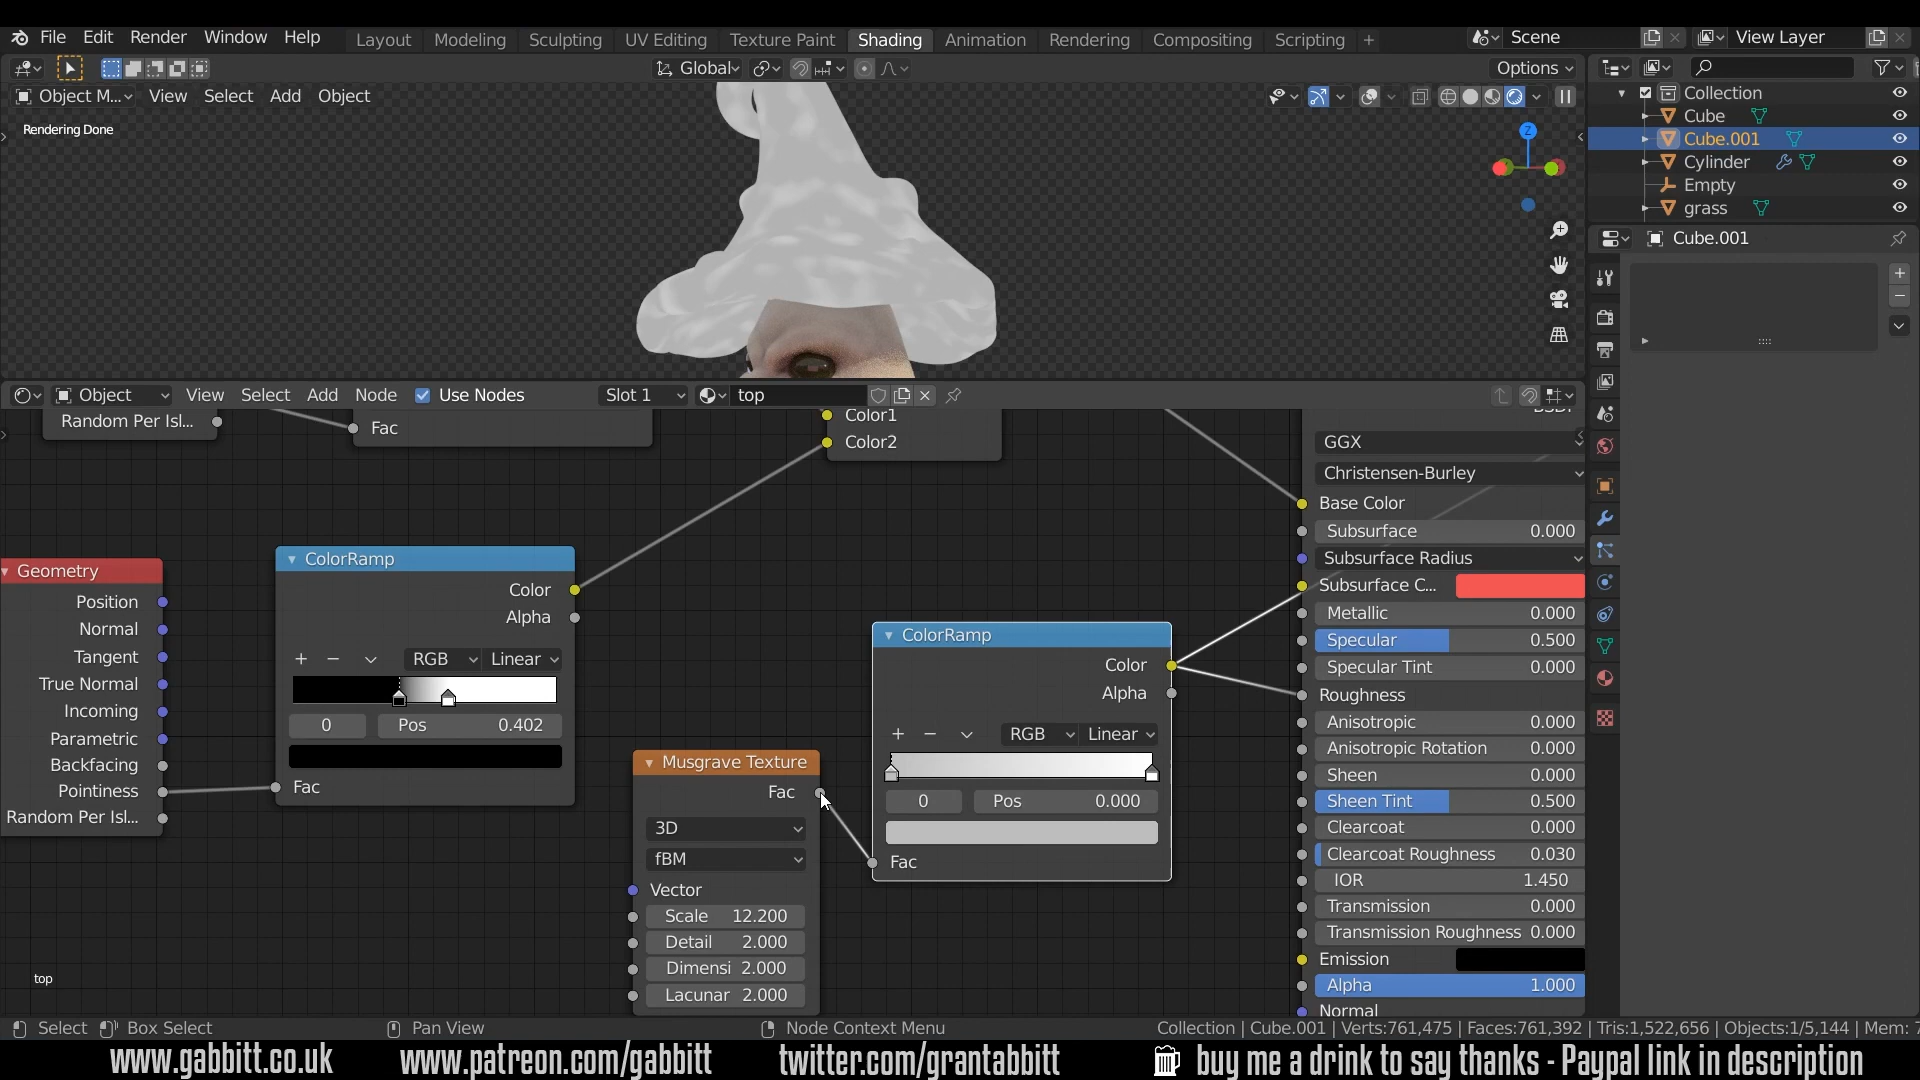 File Edit Render Window Help Layout Modeling Sculpting UV Editing Texture Paint Shading Animation Rendering Compositing Scripting + Scene View Layer
Global Options
Object M... View Select Add Object
Rendering Done
Z
Collection
Cube
Cube.001
Cylinder
Empty
grass
Cube.001
Object View Select Add Node Use Nodes Slot 1 top
Random Per Isl...
Fac
Color1
Color2
Geometry
Position
Normal
Tangent
True Normal
Incoming
Parametric
Backfacing
Pointiness
Random Per Isl...
ColorRamp
Color
Alpha
+ − RGB Linear
0 Pos 0.402
Fac
Musgrave Texture
Fac
3D
fBM
Vector
Scale 12.200
Detail 2.000
Dimensi 2.000
Lacunar 2.000
ColorRamp
Color
Alpha
+ − RGB Linear
0 Pos 0.000
Fac
GGX
Christensen-Burley
Base Color
Subsurface 0.000
Subsurface Radius
Subsurface C...
Metallic 0.000
Specular 0.500
Specular Tint 0.000
Roughness
Anisotropic 0.000
Anisotropic Rotation 0.000
Sheen 0.000
Sheen Tint 0.500
Clearcoat 0.000
Clearcoat Roughness 0.030
IOR 1.450
Transmission 0.000
Transmission Roughness 0.000
Emission
Alpha 1.000
Normal
top
Select Box Select Pan View Node Context Menu Collection | Cube.001 | Verts:761,475 | Faces:761,392 | Tris:1,522,656 | Objects:1/5,144 | Mem:
www.gabbitt.co.uk www.patreon.com/gabbitt twitter.com/grantabbitt buy me a drink to say thanks - Paypal link in description